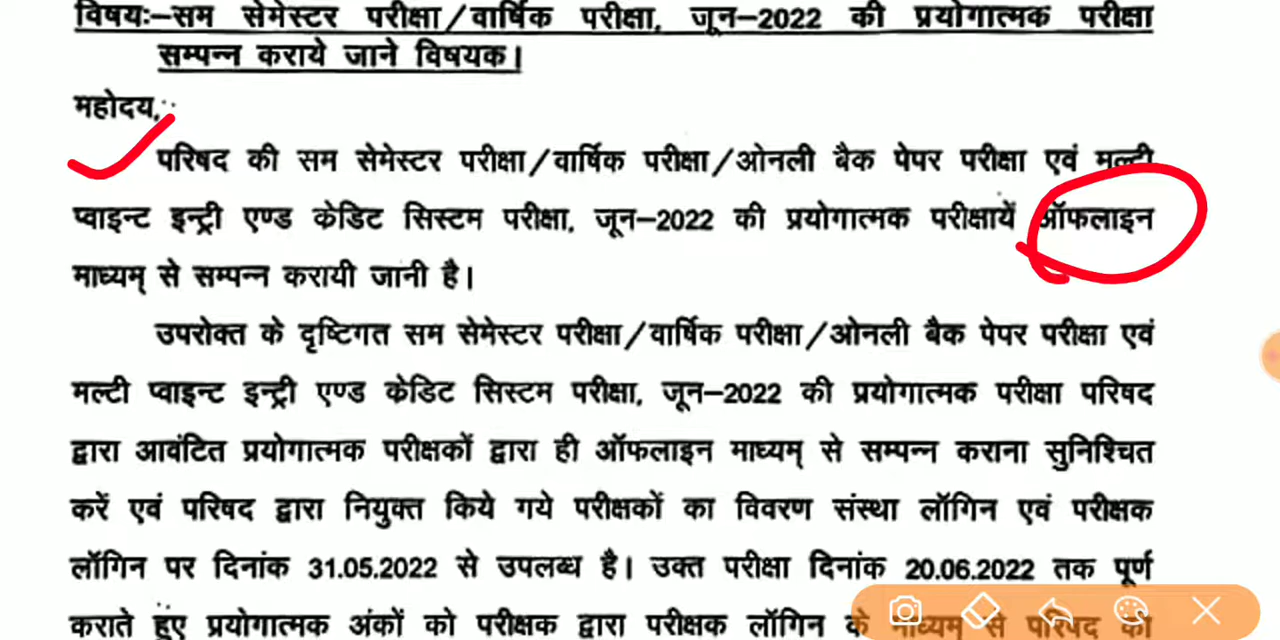 विषयः–सम सेमेस्टर परीक्षा/वार्षिक परीक्षा, जून–2022 की प्रयोगात्मक परीक्षा
सम्पन्न कराये जाने विषयक।
महोदय,
परिषद की सम सेमेस्टर परीक्षा/वार्षिक परीक्षा/ओनली बैक पेपर परीक्षा एवं मल्टी
प्वाइन्ट इन्ट्री एण्ड क्रेडिट सिस्टम परीक्षा, जून–2022 की प्रयोगात्मक परीक्षायें ऑफलाइन
माध्यम् से सम्पन्न करायी जानी है।
उपरोक्त के दृष्टिगत सम सेमेस्टर परीक्षा/वार्षिक परीक्षा/ओनली बैक पेपर परीक्षा एवं
मल्टी प्वाइन्ट इन्ट्री एण्ड क्रेडिट सिस्टम परीक्षा, जून–2022 की प्रयोगात्मक परीक्षा परिषद
द्वारा आवंटित प्रयोगात्मक परीक्षकों द्वारा ही ऑफलाइन माध्यम् से सम्पन्न कराना सुनिश्चित
करें एवं परिषद द्वारा नियुक्त किये गये परीक्षकों का विवरण संस्था लॉगिन एवं परीक्षक
लॉगिन पर दिनांक 31.05.2022 से उपलब्ध है। उक्त परीक्षा दिनांक 20.06.2022 तक पूर्ण
कराते हुए प्रयोगात्मक अंकों को परीक्षक द्वारा परीक्षक लॉगिन के माध्यम् से परिषद को